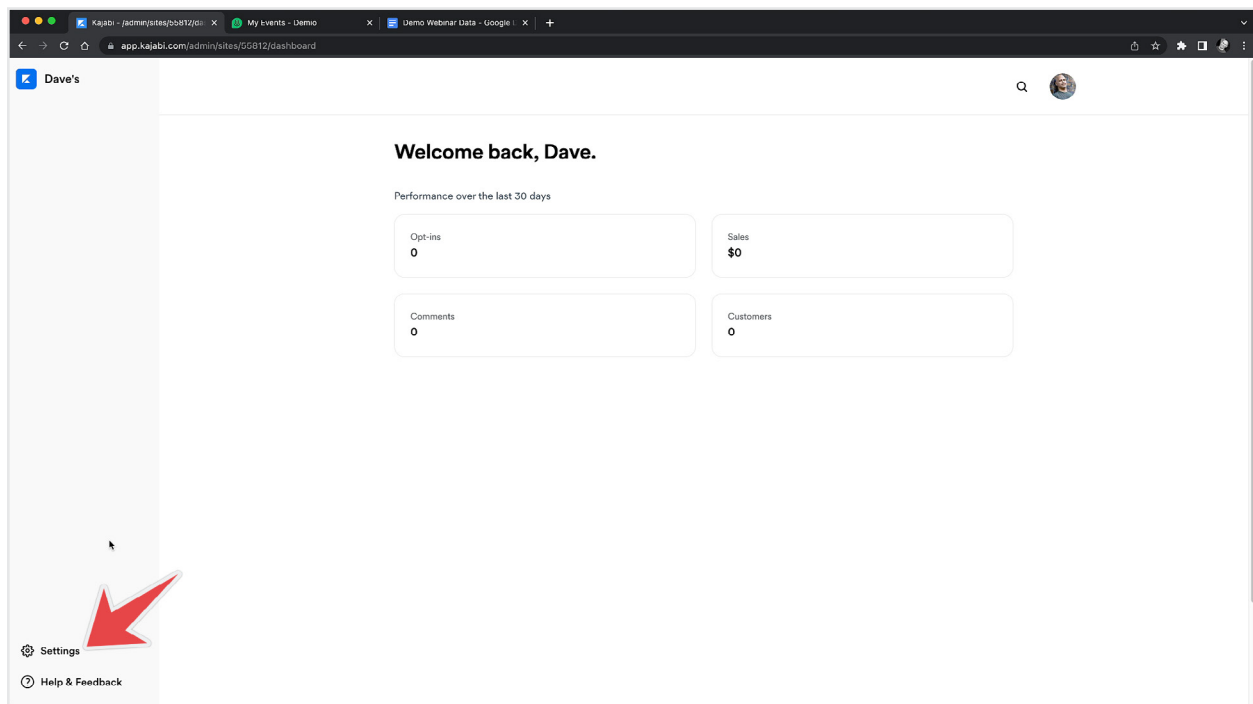 Kajabi - /admin/sites/55812/da
My Events - Demio
Demo Webinar Data - Google
app.kajabi.com/admin/sites/55812/dashboard
Dave's
Welcome back, Dave.
Performance over the last 30 days
Opt-ins
0
Sales
$0
Comments
0
Customers
0
Settings
Help & Feedback